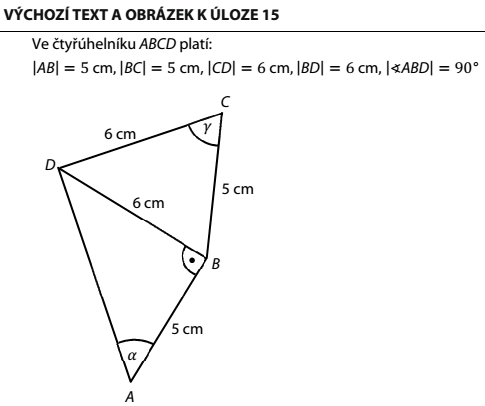 VÝCHOZÍ TEXT A OBRÁZEK K ÚLOZE 15
Ve čtyřúhelníku ABCD platí:
|AB| = 5 cm, |BC| = 5 cm, |CD| = 6 cm, |BD| = 6 cm, |∢ABD| = 90°
C
6 cm
γ
D
5 cm
6 cm
B
5 cm
α
A